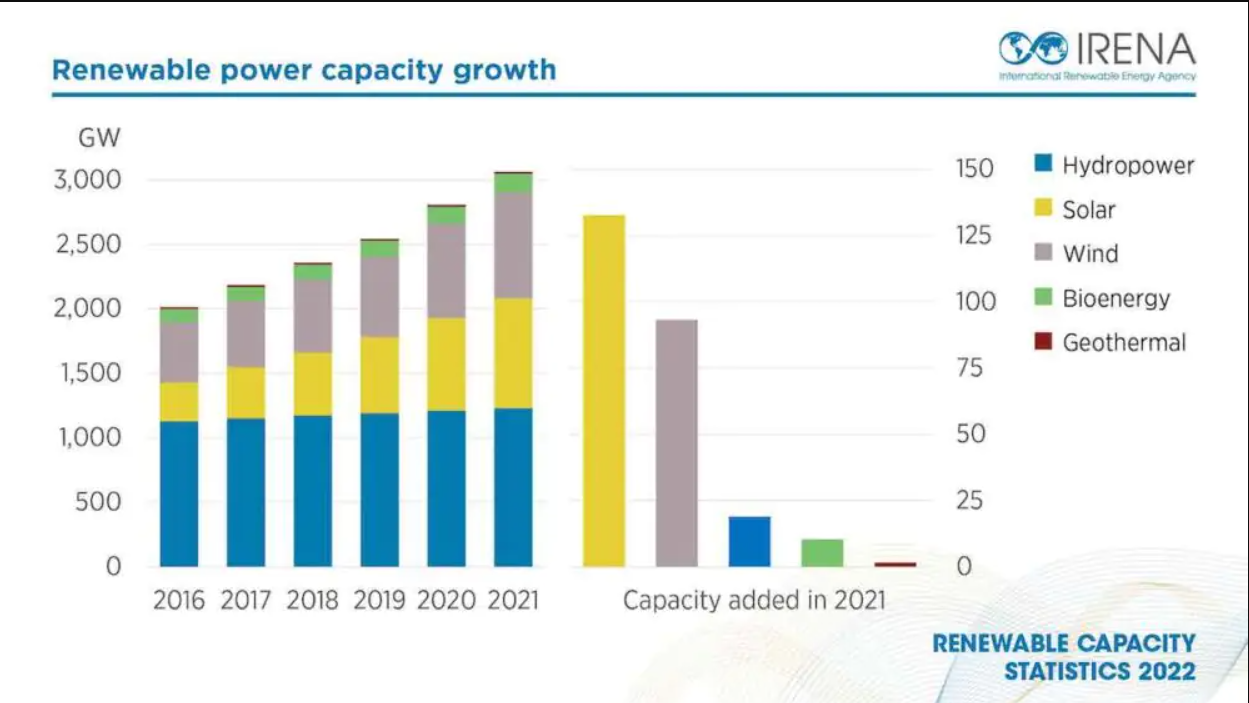 Renewable power capacity growth
IRENA
International Renewable Energy Agency
GW
3,000
2,500
2,000
1,500
1,000
500
0
2016 2017 2018 2019 2020 2021
150
125
100
75
50
25
0
Capacity added in 2021
Hydropower
Solar
Wind
Bioenergy
Geothermal
RENEWABLE CAPACITY
STATISTICS 2022